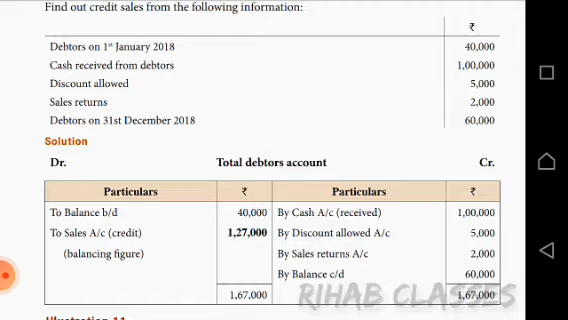 Find out credit sales from the following information:
₹
Debtors on 1st January 2018 40,000
Cash received from debtors 1,00,000
Discount allowed 5,000
Sales returns 2,000
Debtors on 31st December 2018 60,000
Solution
Dr. Total debtors account Cr.
Particulars ₹ Particulars ₹
To Balance b/d 40,000 By Cash A/c (received) 1,00,000
To Sales A/c (credit) 1,27,000 By Discount allowed A/c 5,000
(balancing figure) By Sales returns A/c 2,000
By Balance c/d 60,000
1,67,000 1,67,000
RIHAB CLASSES
Illustration 11